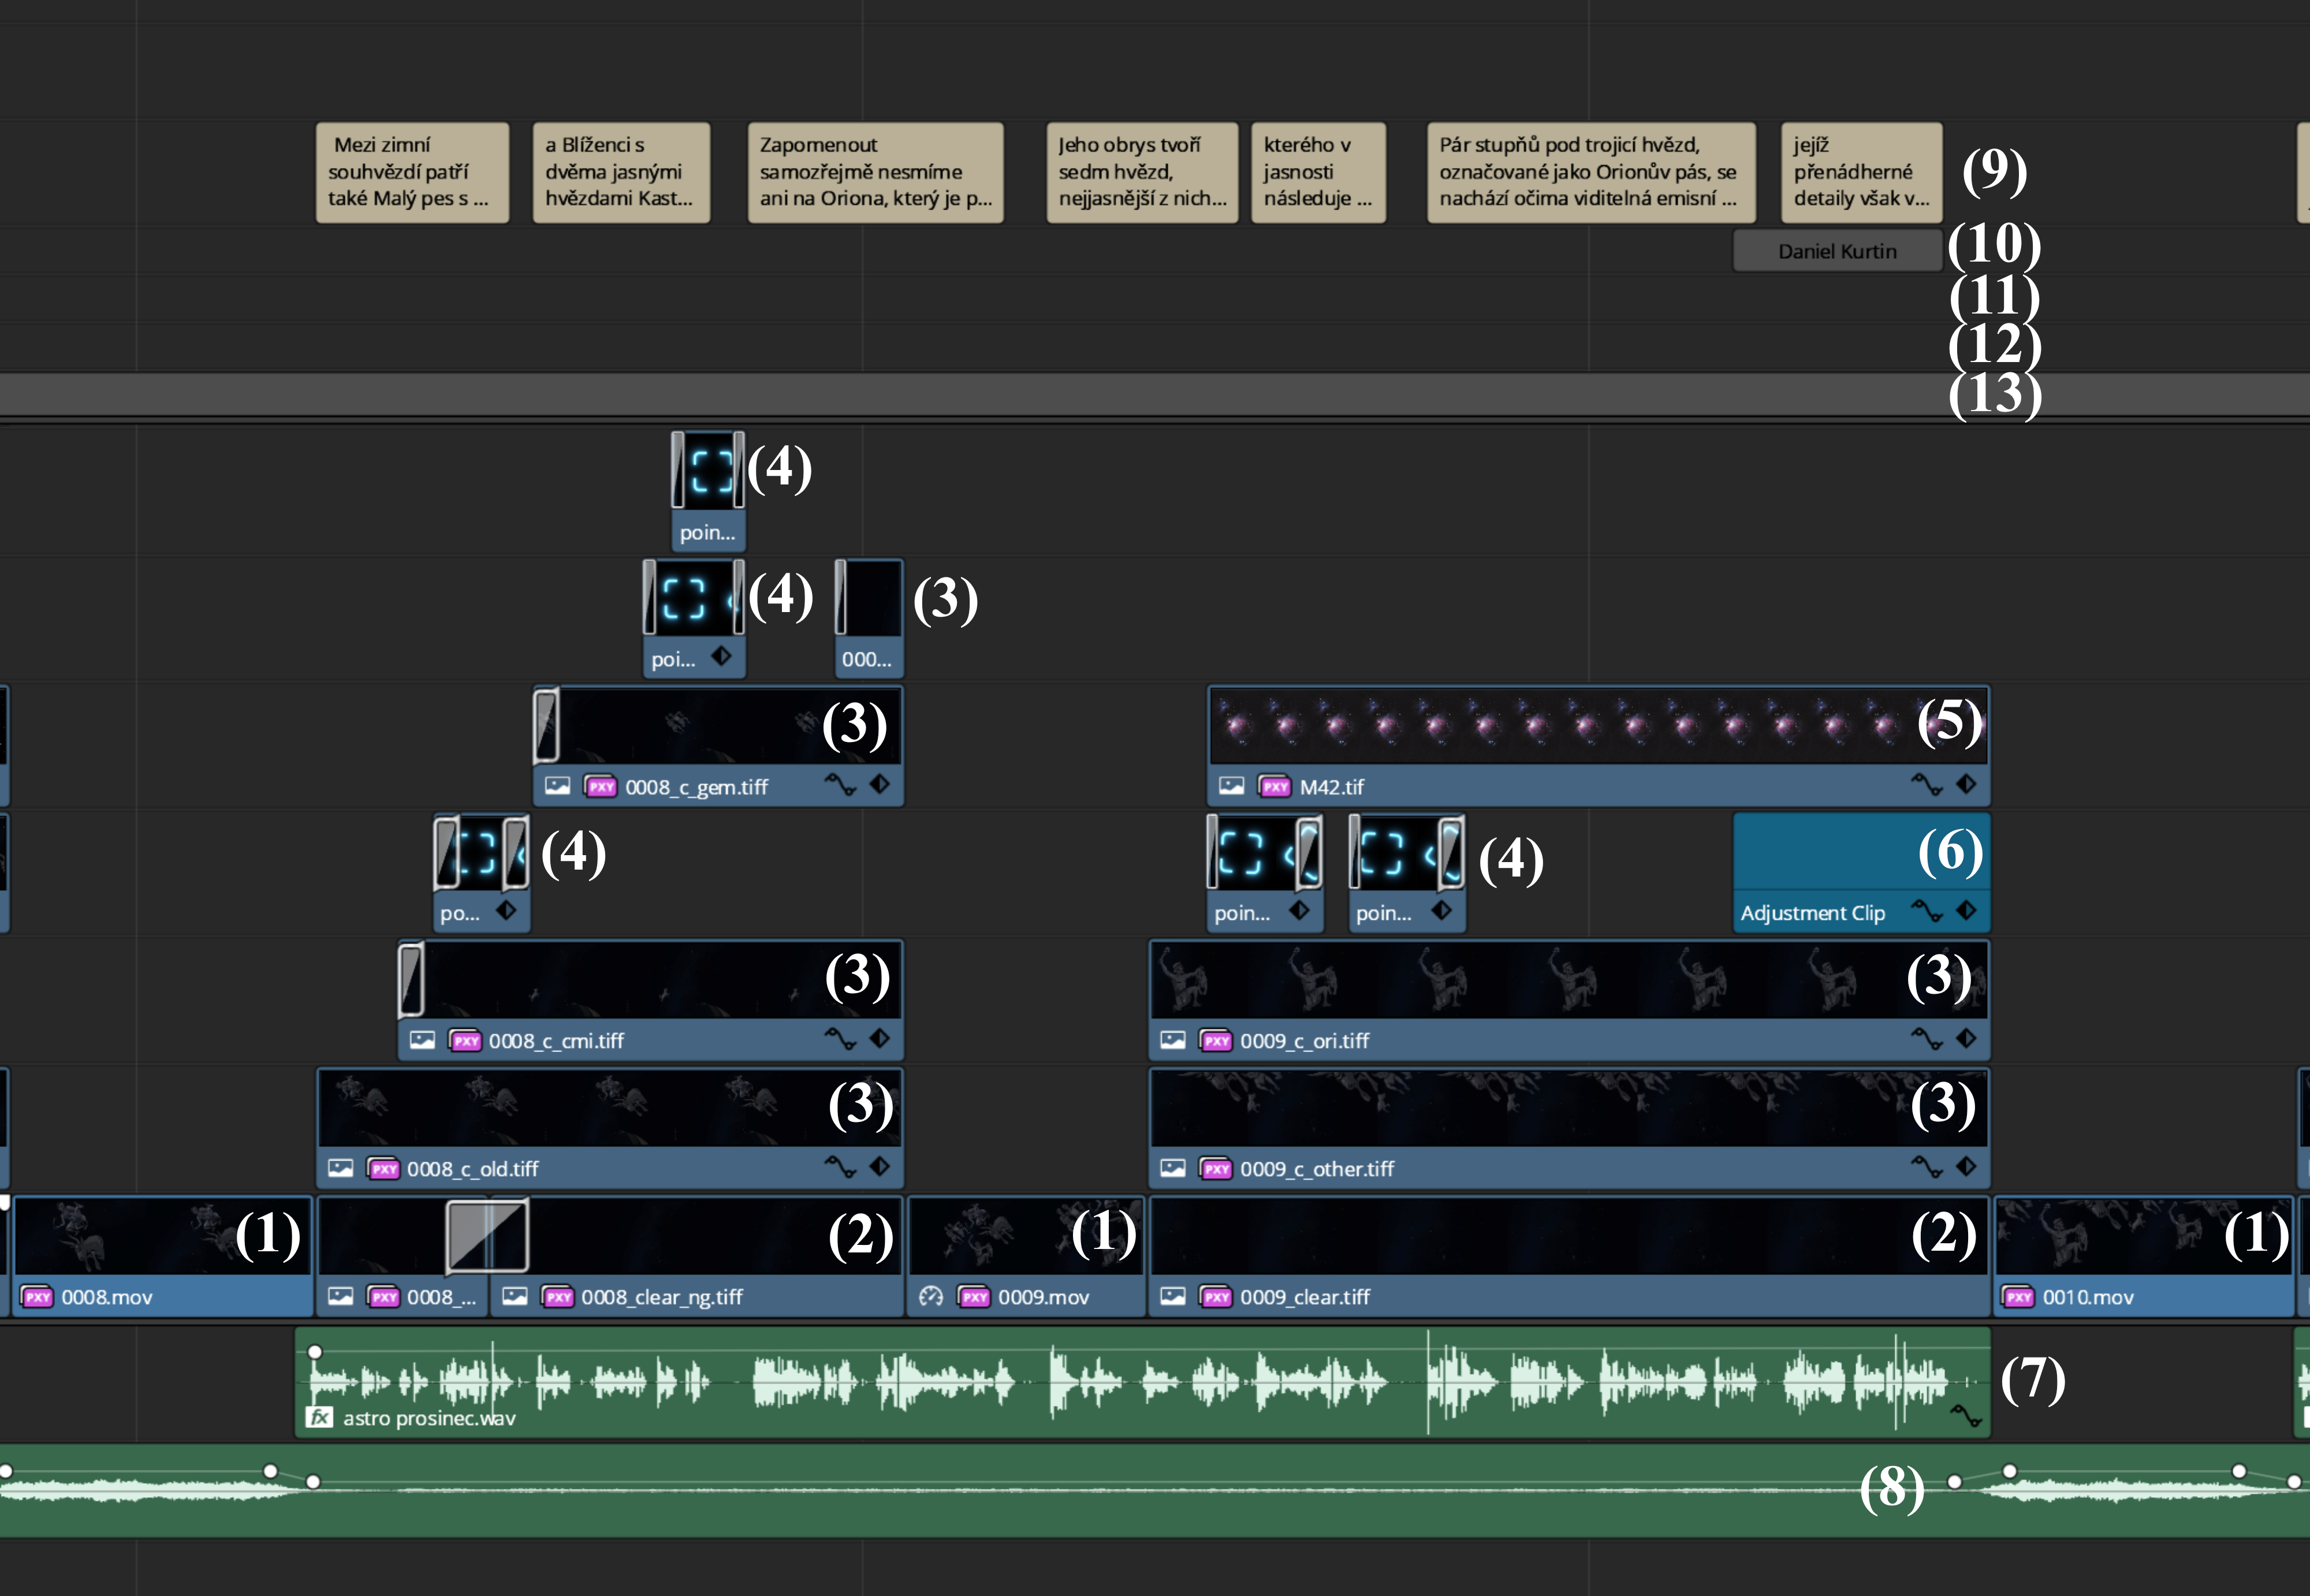 Mezi zimní
souhvězdí patří
také Malý pes s ...
a Blíženci s
dvěma jasnými
hvězdami Kast...
Zapomenout
samozřejmě nesmíme
ani na Oriona, který je p...
Jeho obrys tvoří
sedm hvězd,
nejjasnější z nich...
kterého v
jasnosti
následuje ...
Pár stupňů pod trojicí hvězd,
označované jako Orionův pás, se
nachází očima viditelná emisní ...
jejíž
přenádherné
detaily však v...
(9)
Daniel Kurtin
(10)
(11)
(12)
(13)
(4)
poin...
(4)
(3)
poi...
000...
(3)
(5)
PXY 0008_c_gem.tiff
PXY M42.tif
(4)
(4)
(6)
po...
poin...
poin...
Adjustment Clip
(3)
(3)
PXY 0008_c_cmi.tiff
PXY 0009_c_ori.tiff
(3)
(3)
PXY 0008_c_old.tiff
PXY 0009_c_other.tiff
(1)
(2)
(1)
(2)
(1)
PXY 0008.mov
PXY 0008_...
PXY 0008_clear_ng.tiff
PXY 0009.mov
PXY 0009_clear.tiff
PXY 0010.mov
(7)
fx astro prosinec.wav
(8)